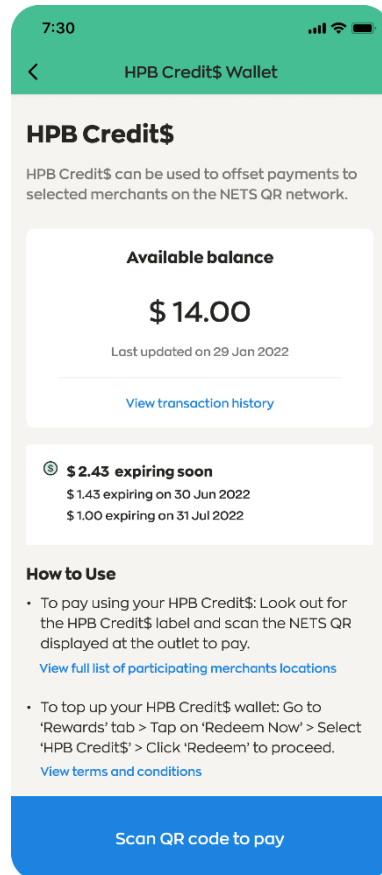 7:30
HPB Credit$ Wallet
HPB Credit$
HPB Credit$ can be used to offset payments to
selected merchants on the NETS QR network.
Available balance
$ 14.00
Last updated on 29 Jan 2022
View transaction history
$ $ 2.43 expiring soon
$ 1.43 expiring on 30 Jun 2022
$ 1.00 expiring on 31 Jul 2022
How to Use
• To pay using your HPB Credit$: Look out for
the HPB Credit$ label and scan the NETS QR
displayed at the outlet to pay.
View full list of participating merchants locations
• To top up your HPB Credit$ wallet: Go to
‘Rewards’ tab > Tap on ‘Redeem Now’ > Select
‘HPB Credit$’ > Click ‘Redeem’ to proceed.
View terms and conditions
Scan QR code to pay